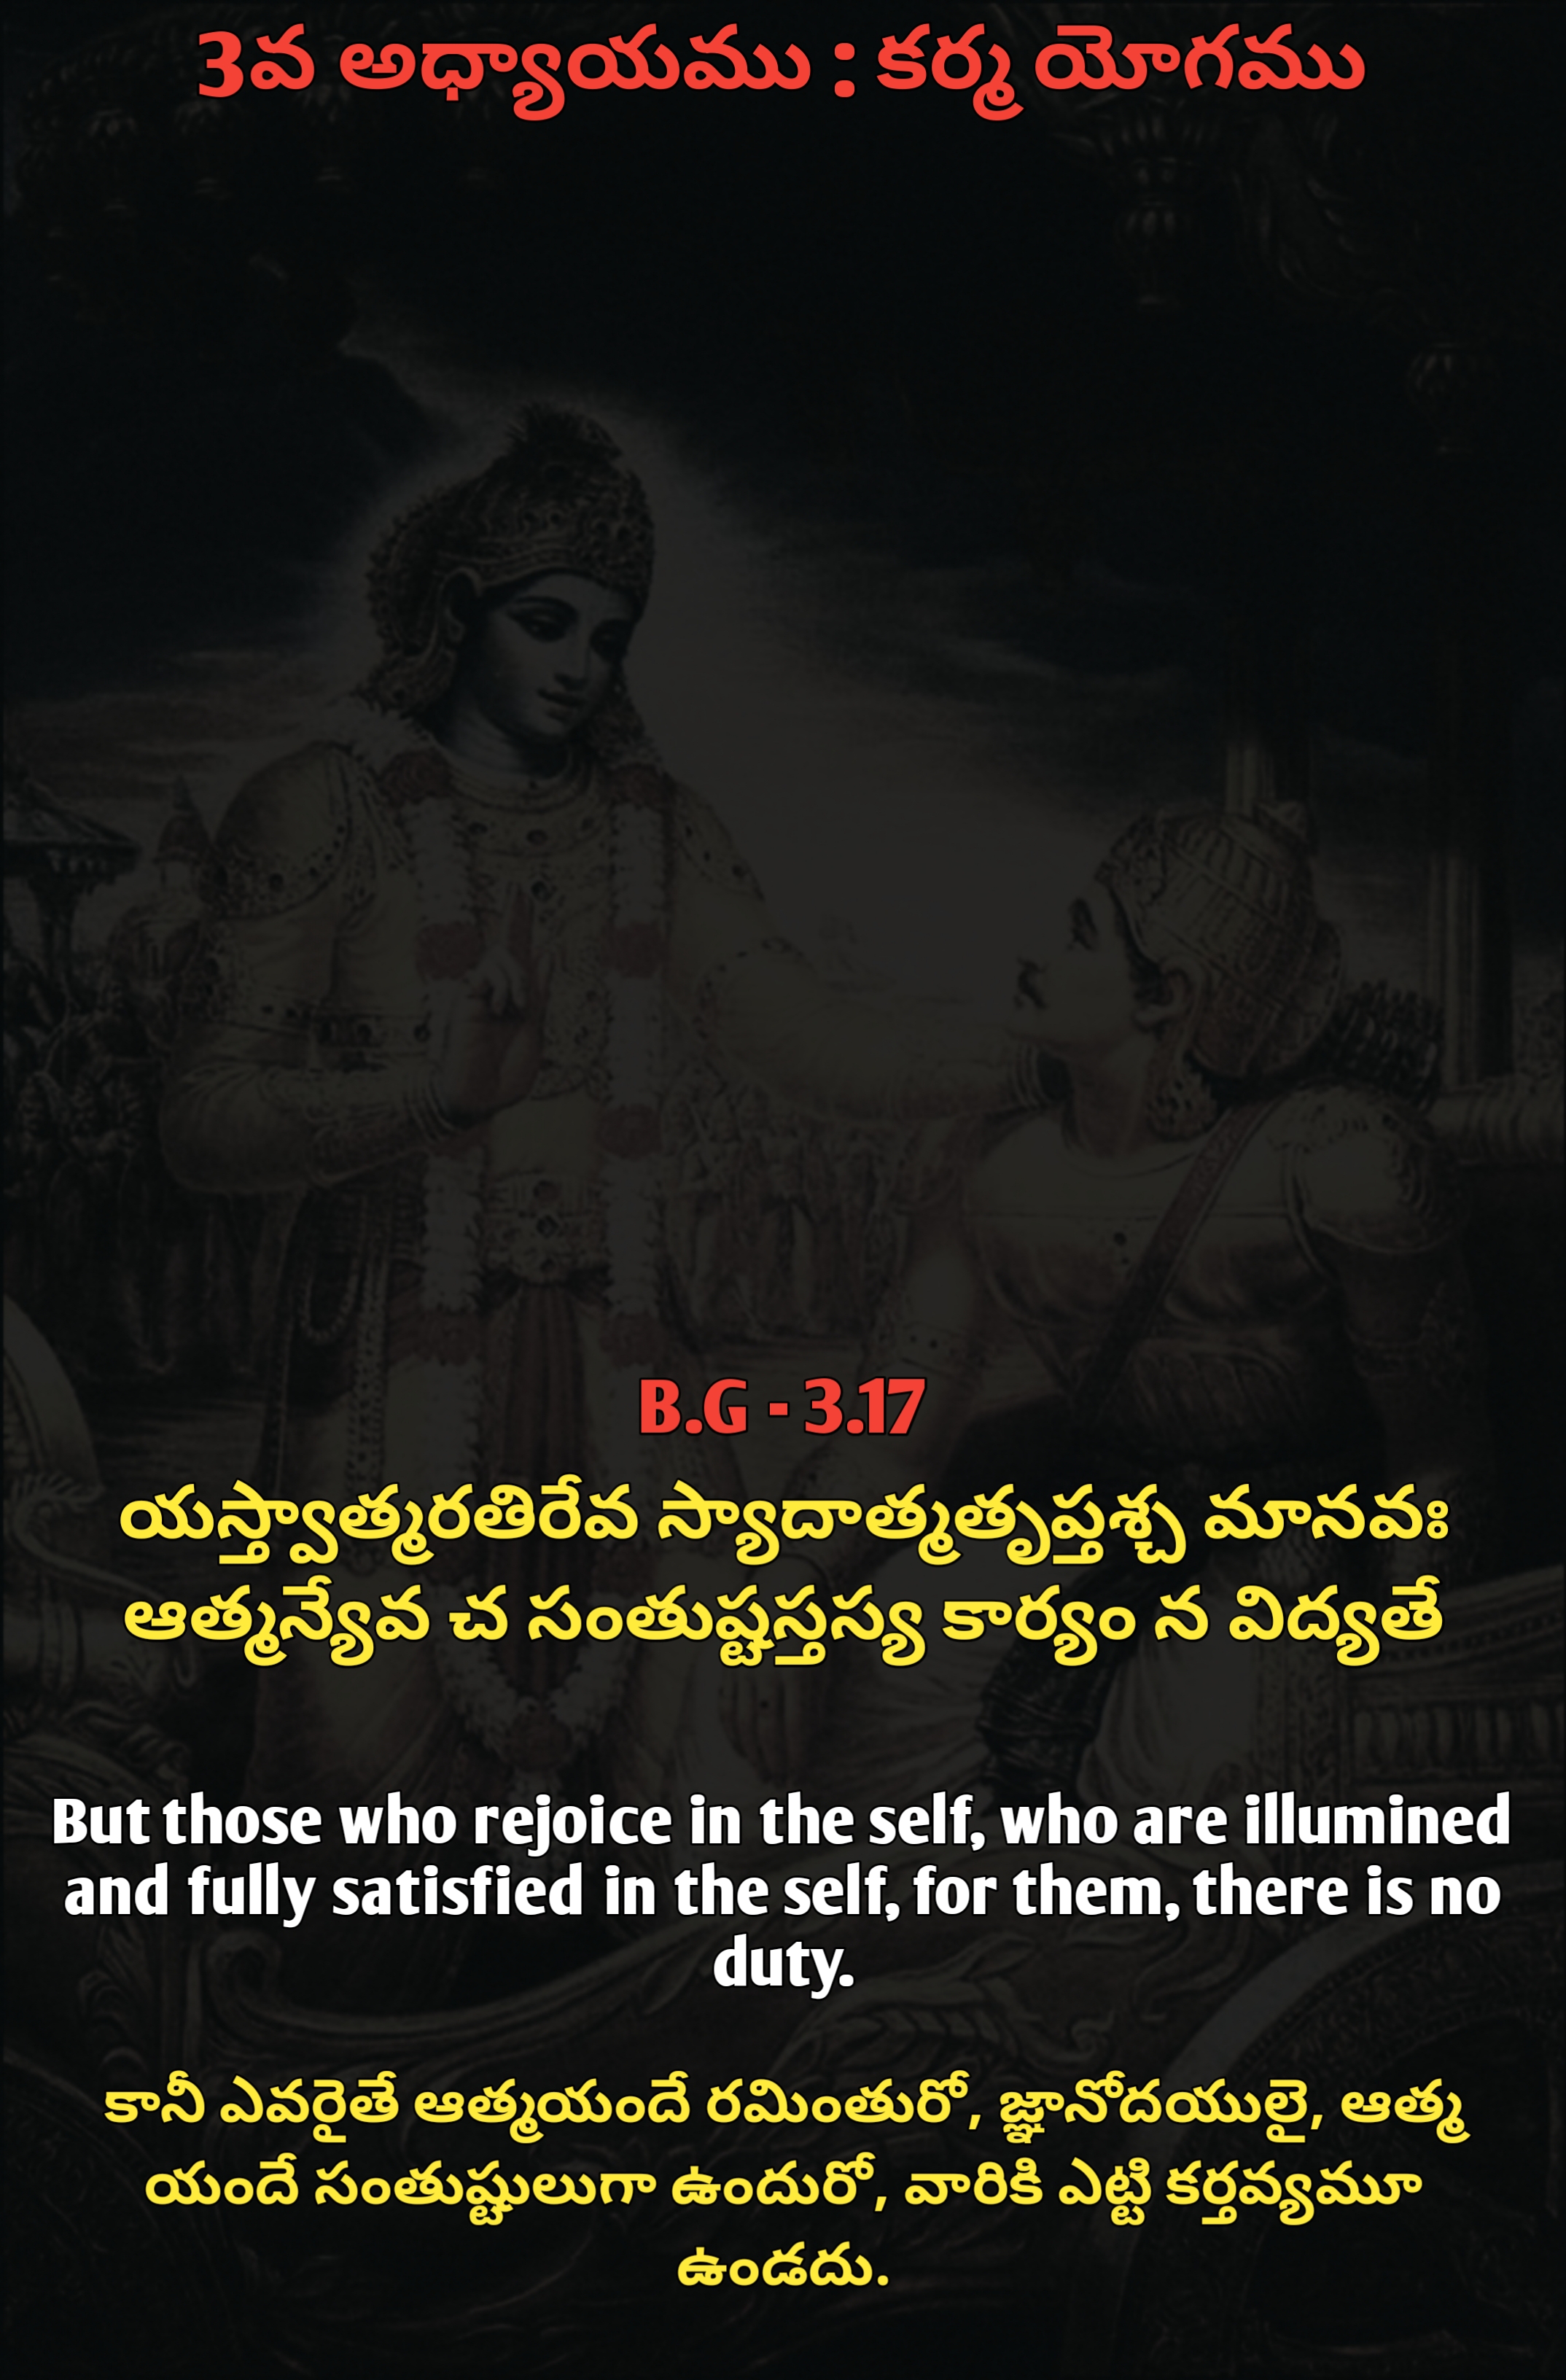 3వ అధ్యాయము : కర్మ యోగము
B.G - 3.17
యస్త్వాత్మరతిరేవ స్యాదాత్మతృప్తశ్చ మానవః
ఆత్మన్యేవ చ సంతుష్టస్తస్య కార్యం న విద్యతే
But those who rejoice in the self, who are illumined
and fully satisfied in the self, for them, there is no
duty.
కానీ ఎవరైతే ఆత్మయందే రమింతురో, జ్ఞానోదయులై, ఆత్మ
యందే సంతుష్టులుగా ఉందురో, వారికి ఎట్టి కర్తవ్యమూ
ఉండదు.